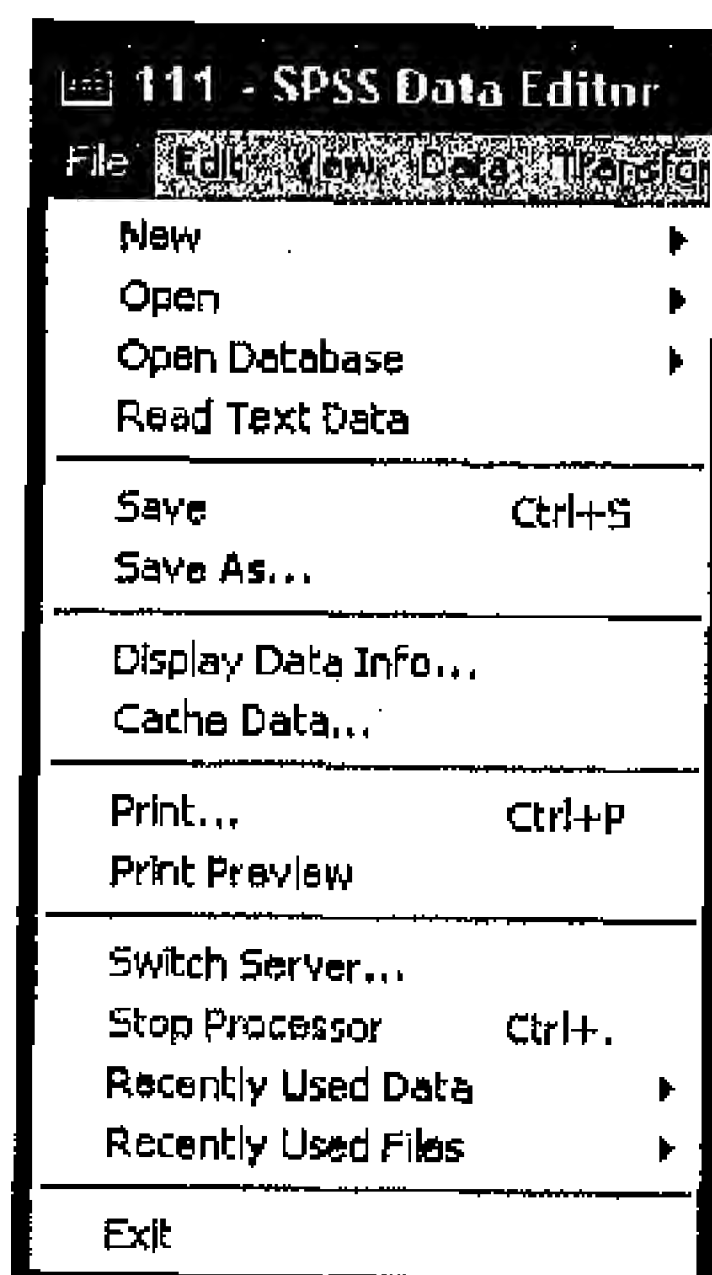 111 - SPSS Data Editor
File Edit View Data Transfor
New
Open
Open Database
Read Text Data
Save Ctrl+S
Save As...
Display Data Info...
Cache Data...
Print... Ctrl+P
Print Preview
Switch Server...
Stop Processor Ctrl+.
Recently Used Data
Recently Used Files
Exit